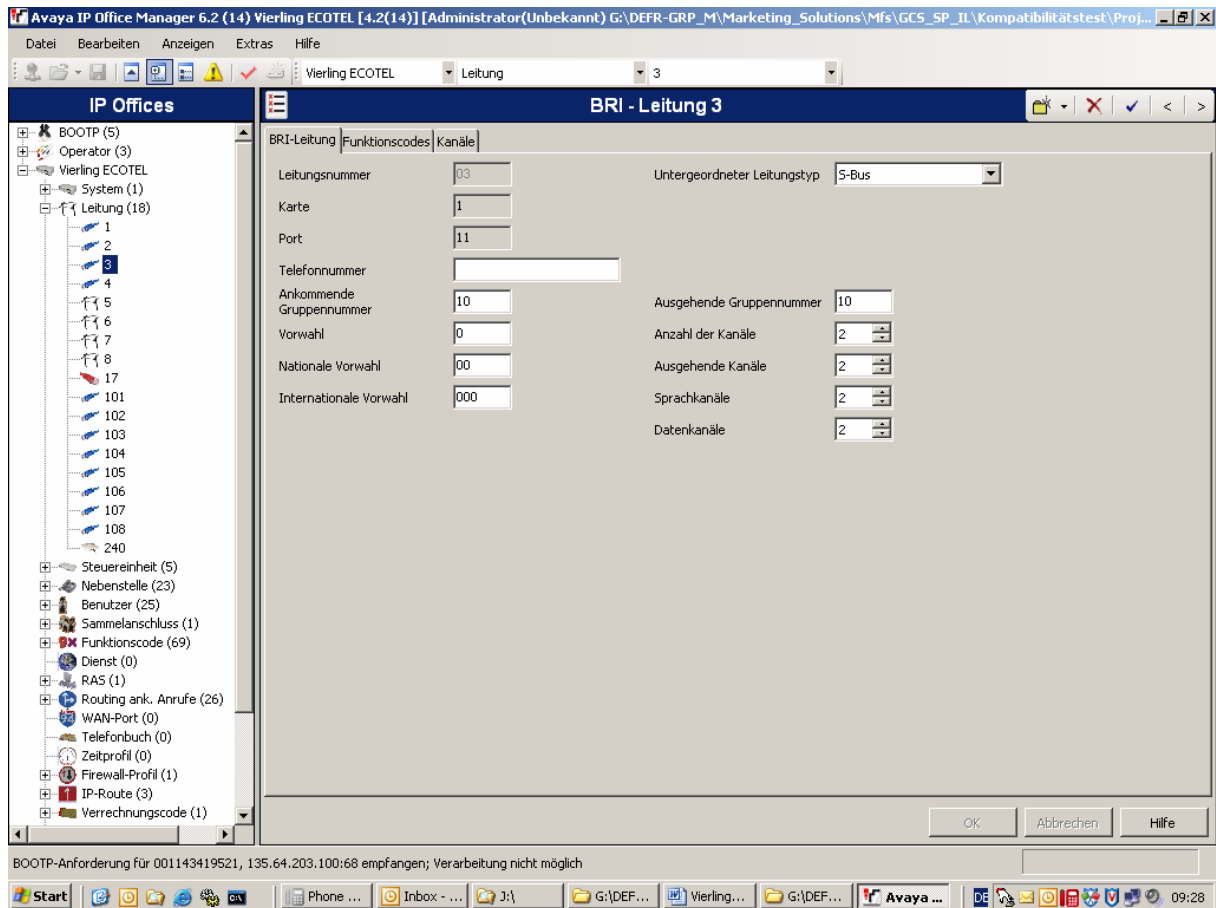 Avaya IP Office Manager 6.2 (14) Vierling ECOTEL [4.2(14)] [Administrator(Unbekannt) G:\DEFR-GRP_M\Marketing_Solutions\Mfs\GCS_SP_IL\Kompatibilitätstest\Proj...
Datei Bearbeiten Anzeigen Extras Hilfe
Vierling ECOTEL Leitung 3
IP Offices
BRI - Leitung 3
BOOTP (5)
Operator (3)
Vierling ECOTEL
System (1)
Leitung (18)
1
2
3
4
5
6
7
8
17
101
102
103
104
105
106
107
108
240
Steuereinheit (5)
Nebenstelle (23)
Benutzer (25)
Sammelanschluss (1)
Funktionscode (69)
Dienst (0)
RAS (1)
Routing ank. Anrufe (26)
WAN-Port (0)
Telefonbuch (0)
Zeitprofil (0)
Firewall-Profil (1)
IP-Route (3)
Verrechnungscode (1)
BRI-Leitung Funktionscodes Kanäle
Leitungsnummer 03 Untergeordneter Leitungstyp S-Bus
Karte 1
Port 11
Telefonnummer
Ankommende Gruppennummer 10 Ausgehende Gruppennummer 10
Vorwahl 0 Anzahl der Kanäle 2
Nationale Vorwahl 00 Ausgehende Kanäle 2
Internationale Vorwahl 000 Sprachkanäle 2
Datenkanäle 2
OK Abbrechen Hilfe
BOOTP-Anforderung für 001143419521, 135.64.203.100:68 empfangen; Verarbeitung nicht möglich
Start Phone ... Inbox - ... J:\ G:\DEF... Vierling... G:\DEF... Avaya ... DE 09:28